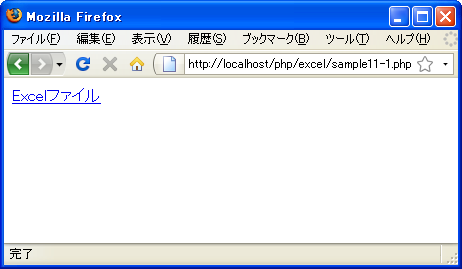 Mozilla Firefox
ファイル(F) 編集(E) 表示(V) 履歴(S) ブックマーク(B) ツール(T) ヘルプ(H)
http://localhost/php/excel/sample11-1.php
Excelファイル
完了